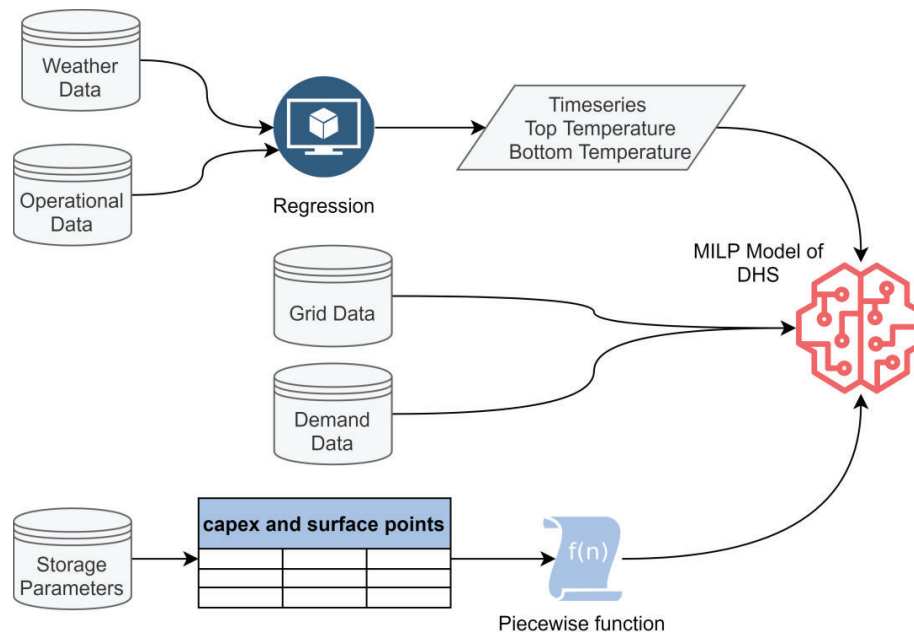 Weather
Data
Operational
Data
Regression
Timeseries
Top Temperature
Bottom Temperature
MILP Model of
DHS
Grid Data
Demand
Data
Storage
Parameters
capex and surface points
f(n)
Piecewise function